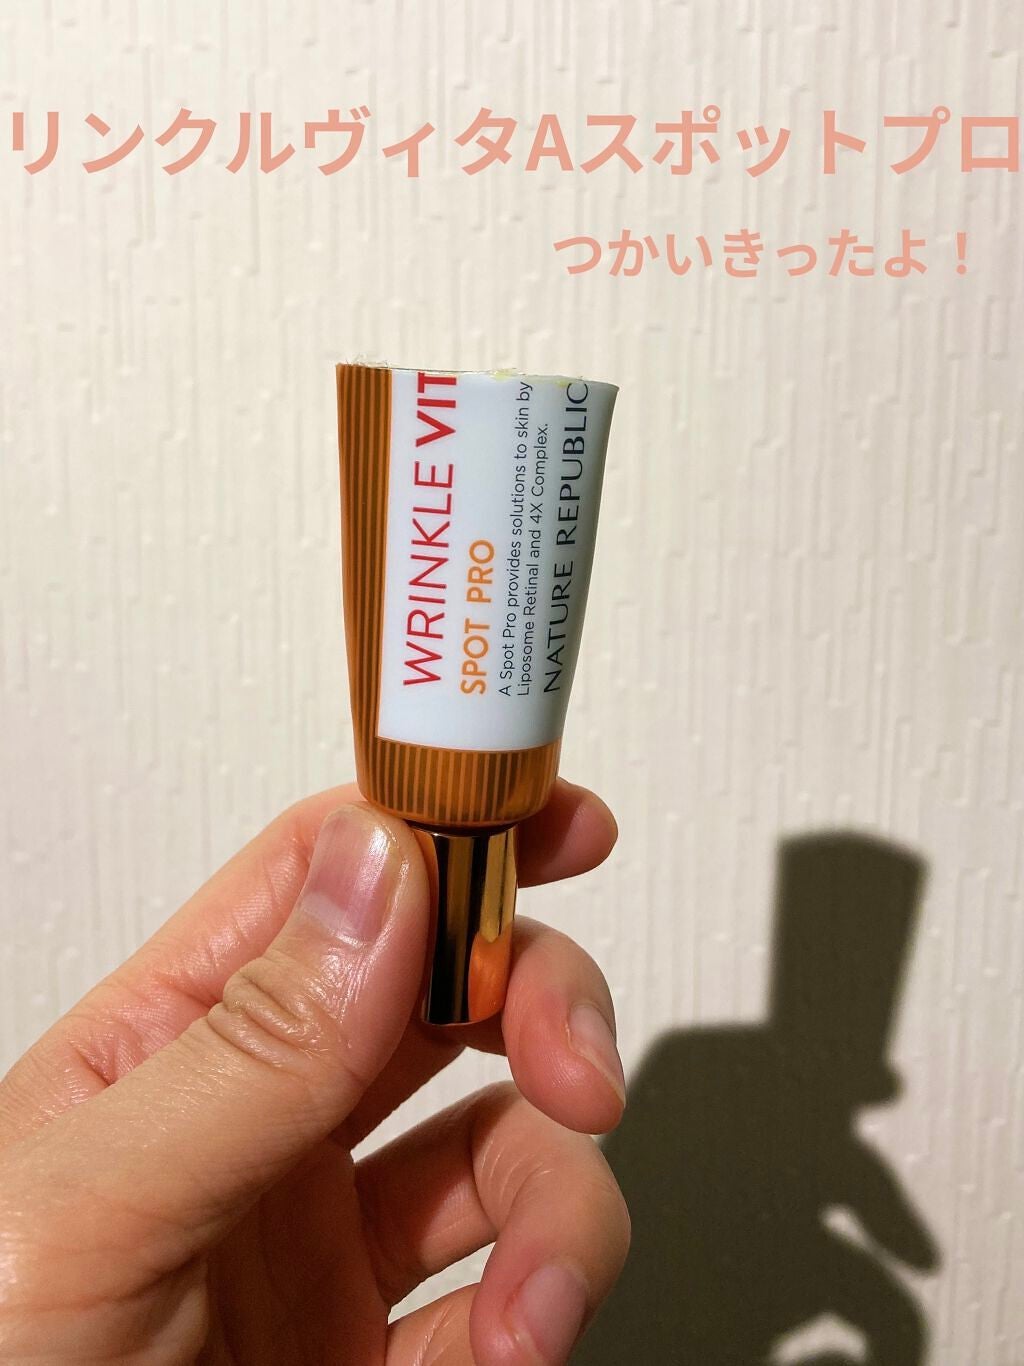 リンクルヴィタAスポットプロ
つかいきったよ！
WRINKLE VIT
SPOT PRO
A Spot Pro provides solutions to skin by
Liposome Retinal and 4X Complex.
NATURE REPUBLIC